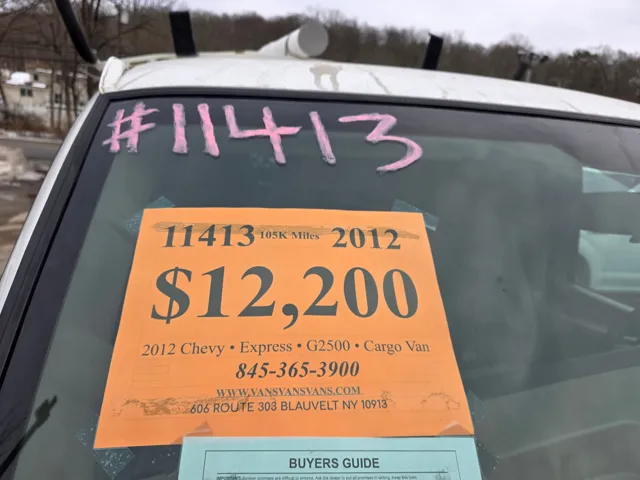 #11413
11413 105K Miles 2012
$12,200
2012 Chevy • Express • G2500 • Cargo Van
845-365-3900
WWW.VANSVANSVANS.COM
606 ROUTE 303 BLAUVELT NY 10913
BUYERS GUIDE